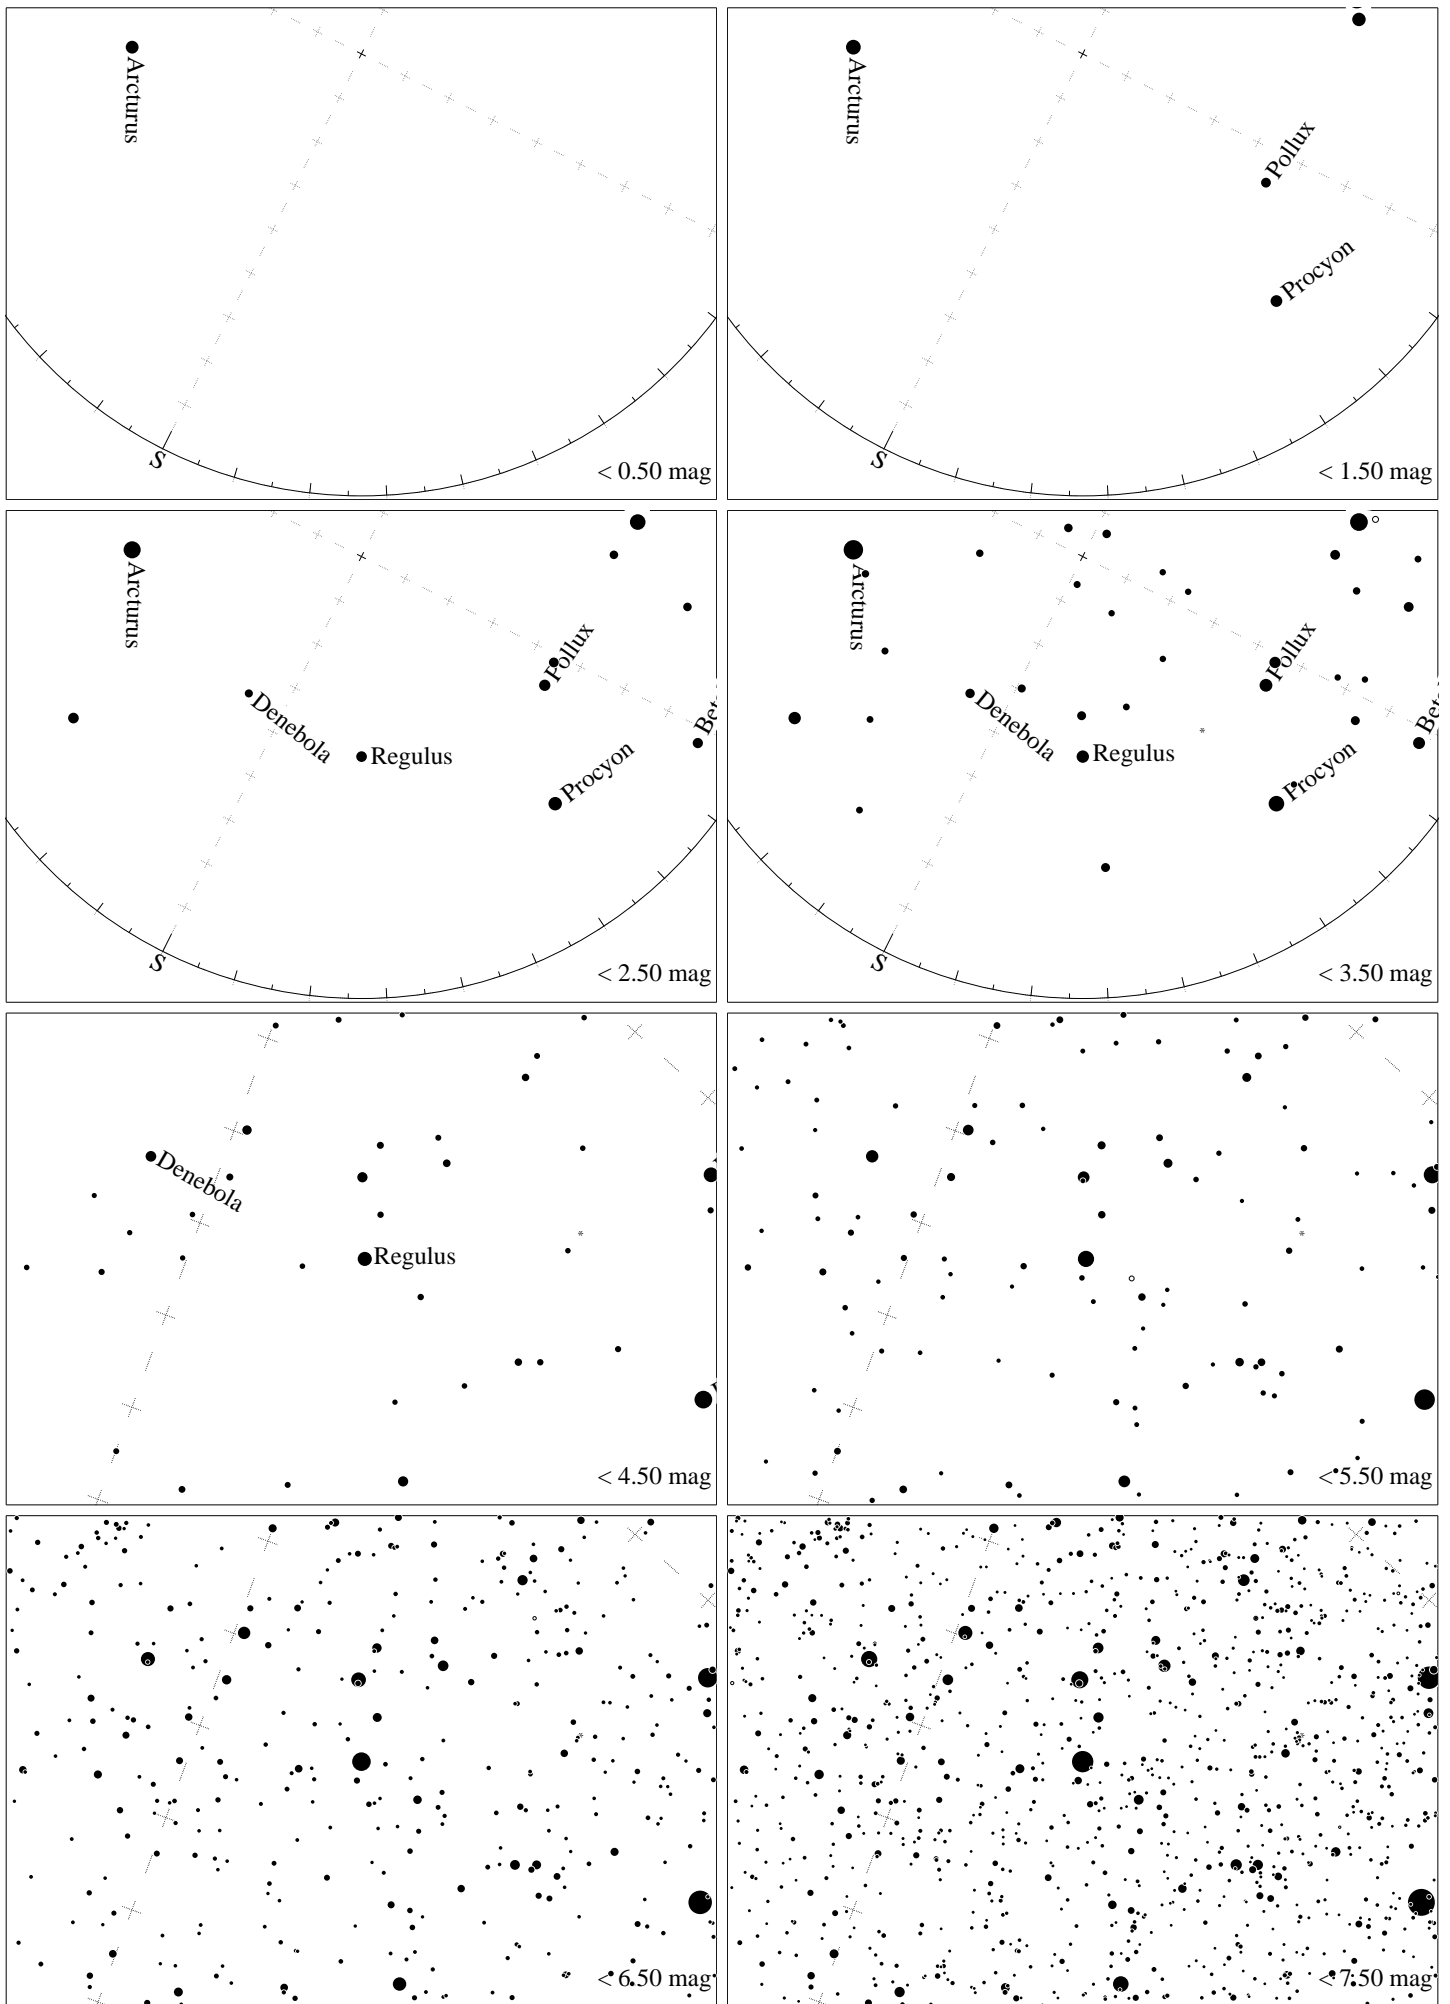 Arcturus
S
< 0.50 mag
Arcturus
Pollux
Procyon
S
< 1.50 mag
Arcturus
Pollux
Denebola
Bet
Regulus
Procyon
S
< 2.50 mag
Arcturus
Pollux
Denebola
Bet
Regulus
Procyon
S
< 3.50 mag
Denebola
Regulus
< 4.50 mag
< 5.50 mag
< 6.50 mag
< 7.50 mag